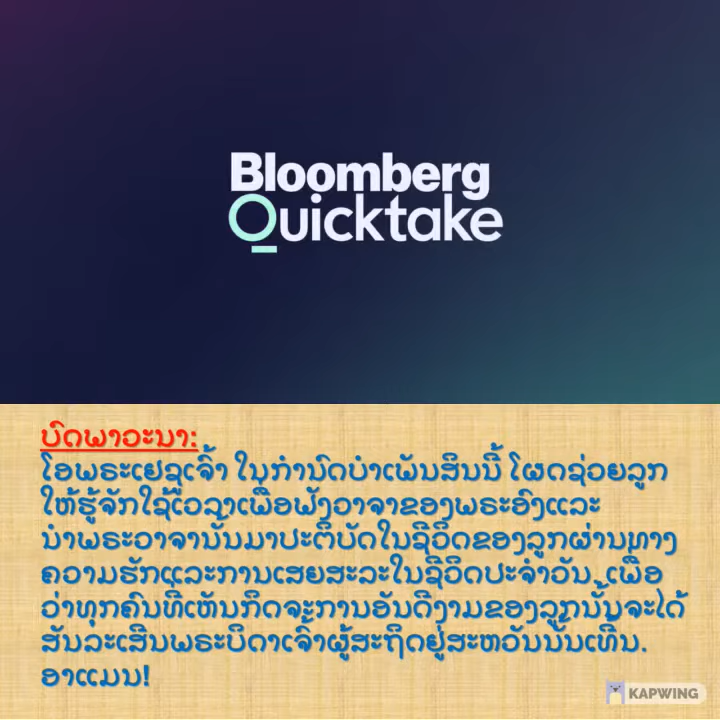 Bloomberg
Quicktake
ບົດພາວະນາ:
ໂອພຣະເຢຊູເຈົ້າ ໃນກຳນົດບຳເພັນສິນນີ້ ໂຜດຊ່ວຍລູກ
ໃຫ້ຮູ້ຈັກໃຊ້ເວລາເພື່ອຟັງວາຈາຂອງພຣະອົງແລະ
ນຳພຣະວາຈານັ້ນມາປະຕິບັດໃນຊີວິດຂອງລູກຜ່ານທາງ
ຄວາມຮັກແລະການເສຍສະລະໃນຊີວິດປະຈຳວັນ, ເພື່ອ
ວ່າທຸກຄົນທີ່ເຫັນກິດຈະການອັນດີງາມຂອງລູກນັ້ນຈະໄດ້
ສັນລະເສີນພຣະບິດາເຈົ້າຜູ້ສະຖິດຢູ່ສະຫວັນນັ້ນເທີ້ນ.
ອາແມນ!
KAPWING